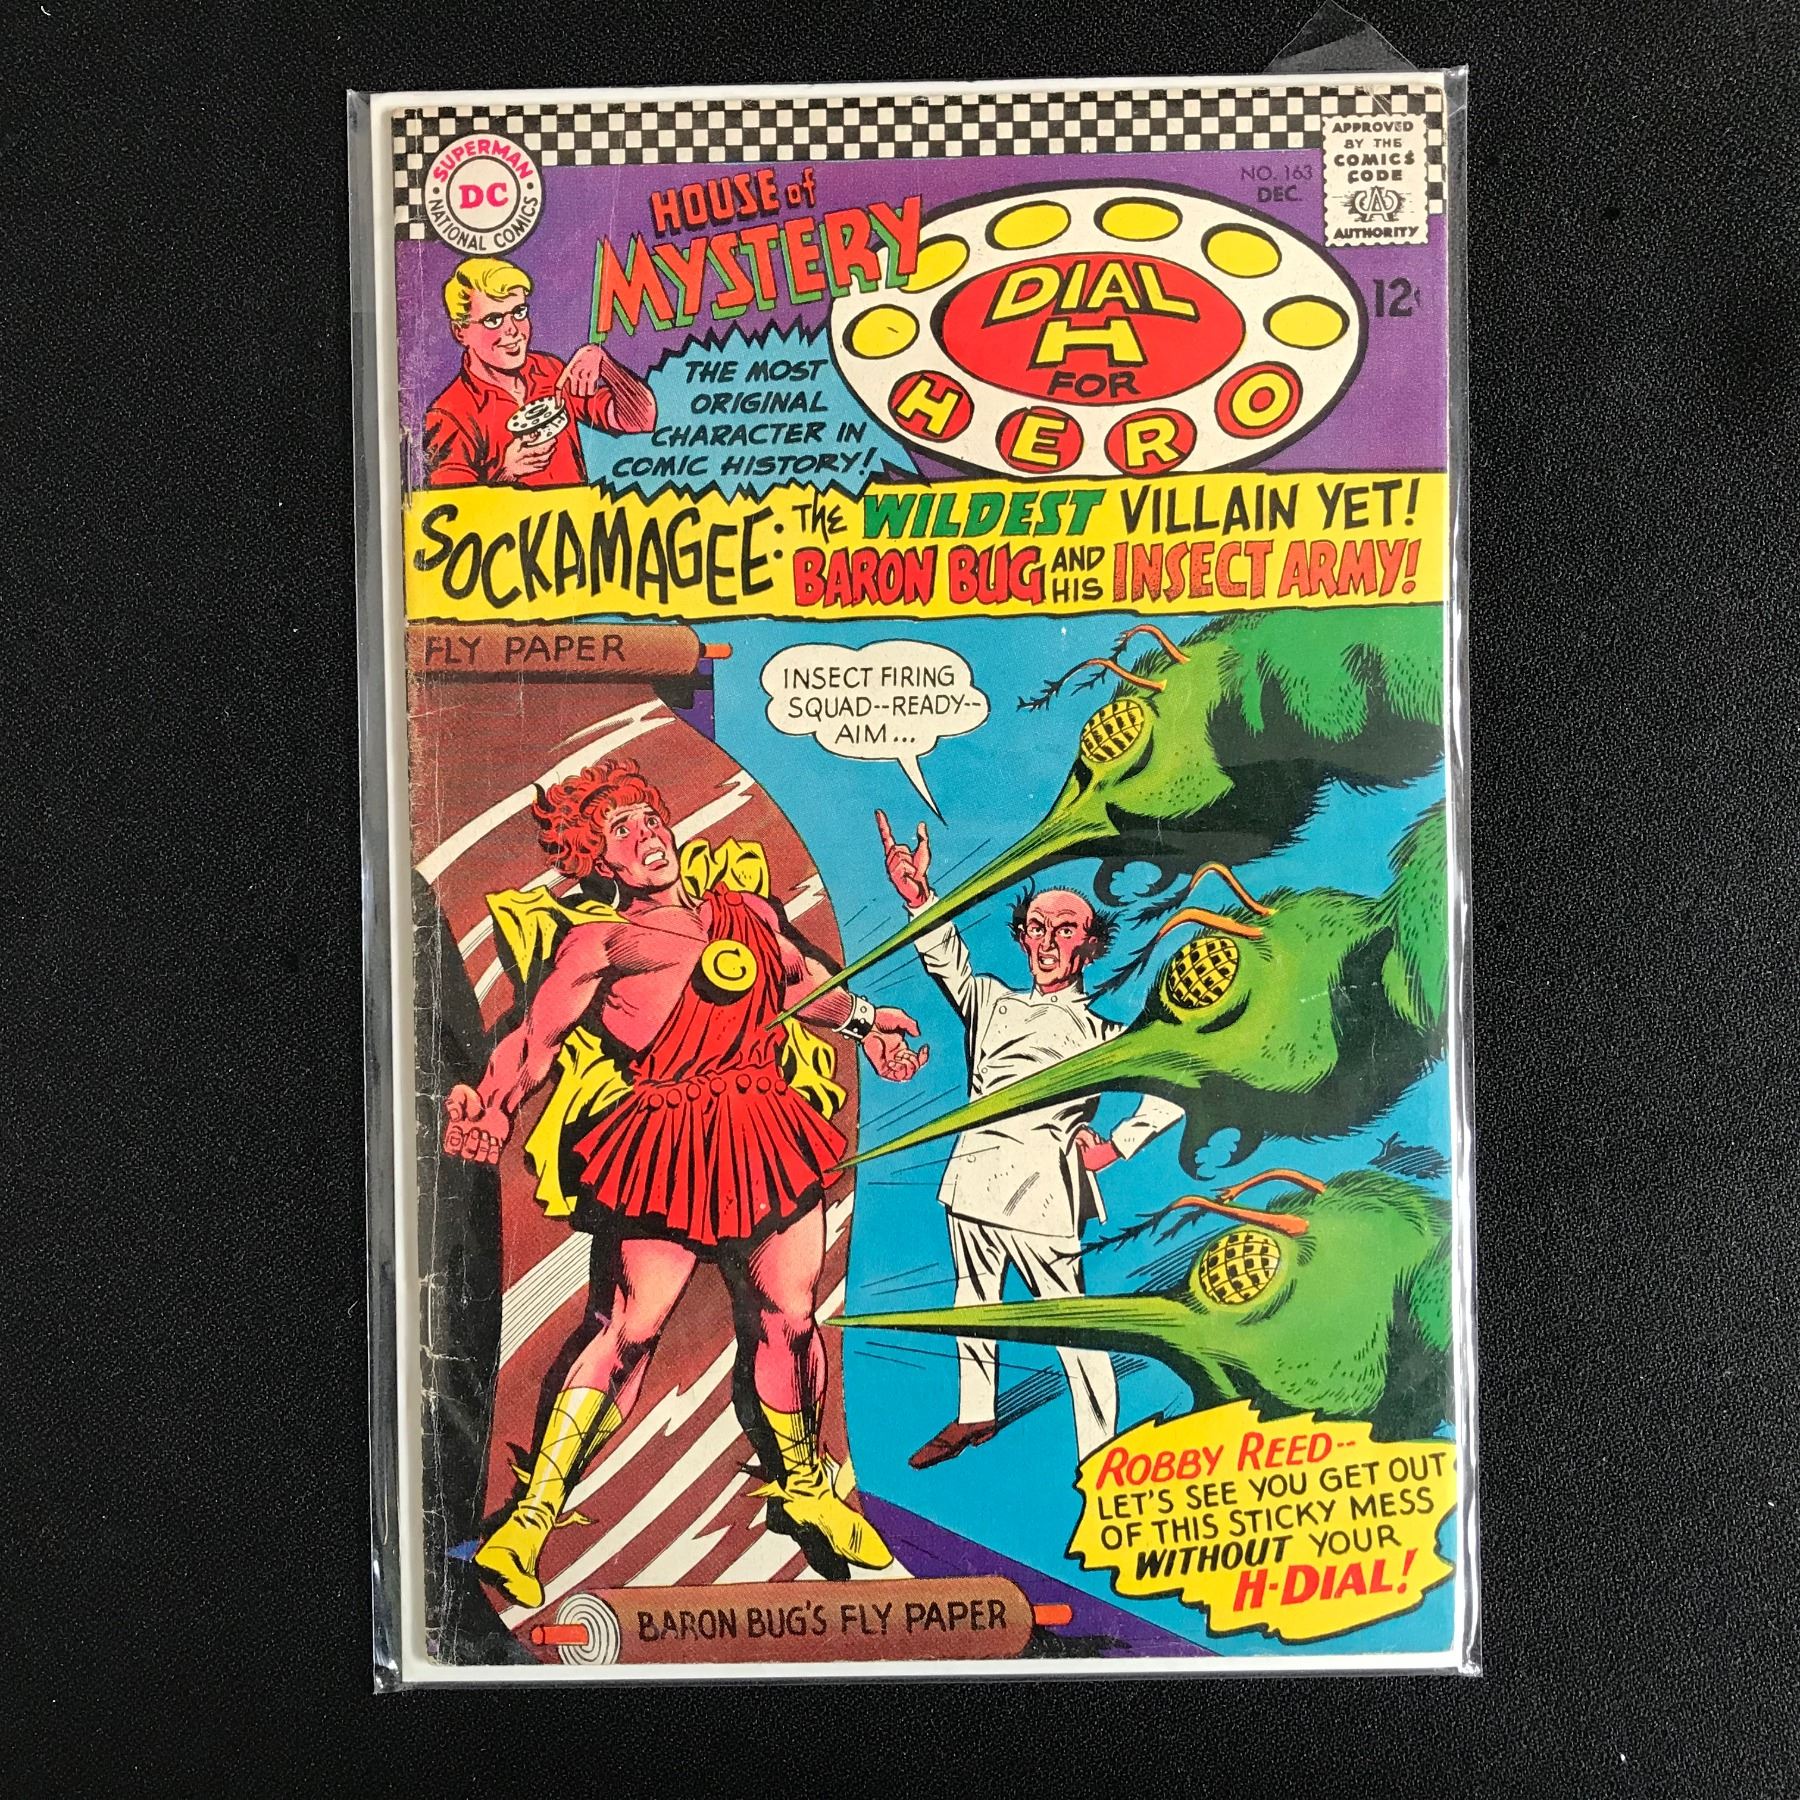 SUPERMAN
DC
NATIONAL COMICS
HOUSE of
MYSTERY
DIAL
H
FOR
HERO
NO. 163
DEC.
APPROVED
BY THE
COMICS
CODE
CA
AUTHORITY
12¢
THE MOST
ORIGINAL
CHARACTER IN
COMIC HISTORY!
SOCKAMAGEE: THE WILDEST VILLAIN YET!
BARON BUG AND HIS INSECT ARMY!
FLY PAPER
INSECT FIRING
SQUAD--READY--
AIM...
C
ROBBY REED--
LET'S SEE YOU GET OUT
OF THIS STICKY MESS
WITHOUT YOUR
H-DIAL!
BARON BUG'S FLY PAPER